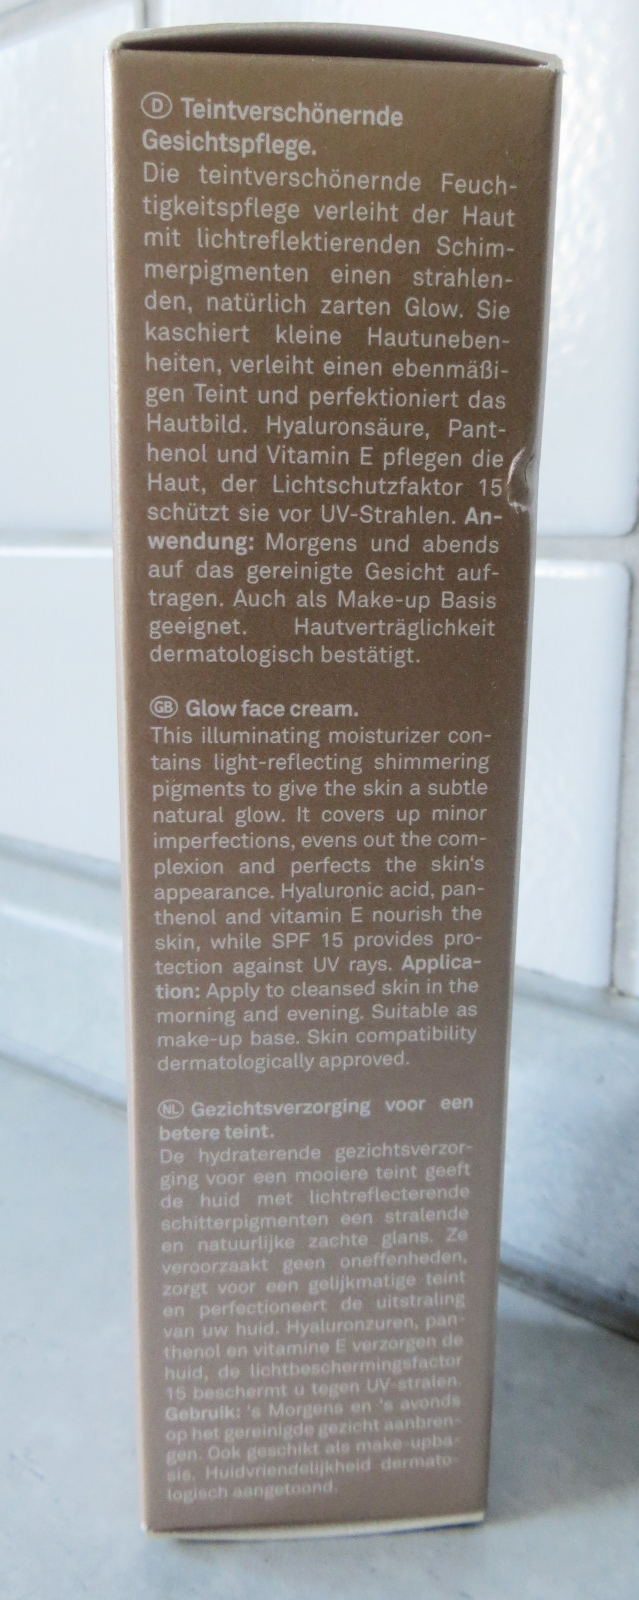 D Teintverschönernde
Gesichtspflege.
Die teintverschönernde Feuch-
tigkeitspflege verleiht der Haut
mit lichtreflektierenden Schim-
merpigmenten einen strahlen-
den, natürlich zarten Glow. Sie
kaschiert kleine Hautuneben-
heiten, verleiht einen ebenmäßi-
gen Teint und perfektioniert das
Hautbild. Hyaluronsäure, Pant-
henol und Vitamin E pflegen die
Haut, der Lichtschutzfaktor 15
schützt sie vor UV-Strahlen. An-
wendung: Morgens und abends
auf das gereinigte Gesicht auf-
tragen. Auch als Make-up Basis
geeignet. Hautverträglichkeit
dermatologisch bestätigt.
GB Glow face cream.
This illuminating moisturizer con-
tains light-reflecting shimmering
pigments to give the skin a subtle
natural glow. It covers up minor
imperfections, evens out the com-
plexion and perfects the skin's
appearance. Hyaluronic acid, pan-
thenol and vitamin E nourish the
skin, while SPF 15 provides pro-
tection against UV rays. Applica-
tion: Apply to cleansed skin in the
morning and evening. Suitable as
make-up base. Skin compatibility
dermatologically approved.
NL Gezichtsverzorging voor een
betere teint.
De hydraterende gezichtsverzor-
ging voor een mooiere teint geeft
de huid met lichtreflecterende
schitterpigmenten een stralende
en natuurlijke zachte glans. Ze
veroorzaakt geen oneffenheden,
zorgt voor een gelijkmatige teint
en perfectioneert de uitstraling
van uw huid. Hyaluronzuren, pan-
thenol en vitamine E verzorgen de
huid, de lichtbeschermingsfactor
15 beschermt u tegen UV-stralen.
Gebruik: 's Morgens en 's avonds
op het gereinigde gezicht aanbren-
gen. Ook geschikt als make-upba-
sis. Huidvriendelijkheid dermato-
logisch aangetoond.